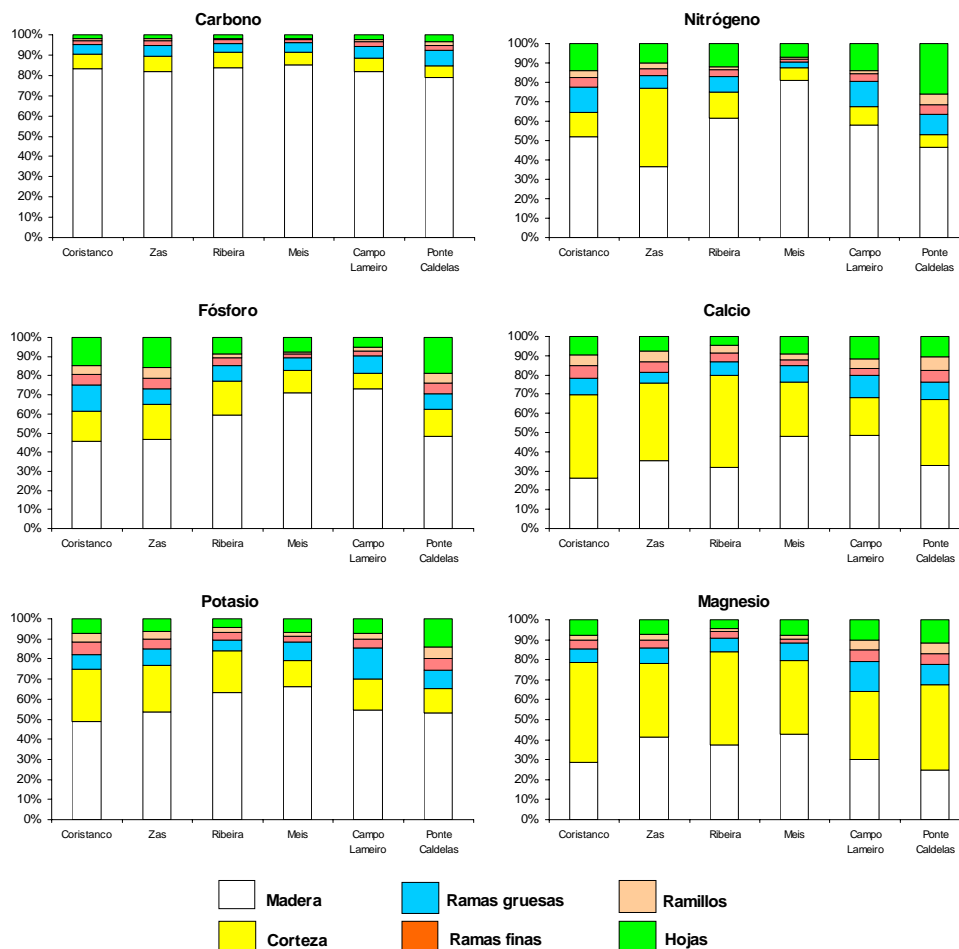 Carbono
100%
90%
80%
70%
60%
50%
40%
30%
20%
10%
0%
Coristanco
Zas
Ribeira
Meis
Campo
Lameiro
Ponte
Caldelas
Nitrógeno
100%
90%
80%
70%
60%
50%
40%
30%
20%
10%
0%
Coristanco
Zas
Ribeira
Meis
Campo
Lameiro
Ponte
Caldelas
Fósforo
100%
90%
80%
70%
60%
50%
40%
30%
20%
10%
0%
Coristanco
Zas
Ribeira
Meis
Campo
Lameiro
Ponte
Caldelas
Calcio
100%
90%
80%
70%
60%
50%
40%
30%
20%
10%
0%
Coristanco
Zas
Ribeira
Meis
Campo
Lameiro
Ponte
Caldelas
Potasio
100%
90%
80%
70%
60%
50%
40%
30%
20%
10%
0%
Coristanco
Zas
Ribeira
Meis
Campo
Lameiro
Ponte
Caldelas
Magnesio
100%
90%
80%
70%
60%
50%
40%
30%
20%
10%
0%
Coristanco
Zas
Ribeira
Meis
Campo
Lameiro
Ponte
Caldelas
Madera
Ramas gruesas
Ramillos
Corteza
Ramas finas
Hojas